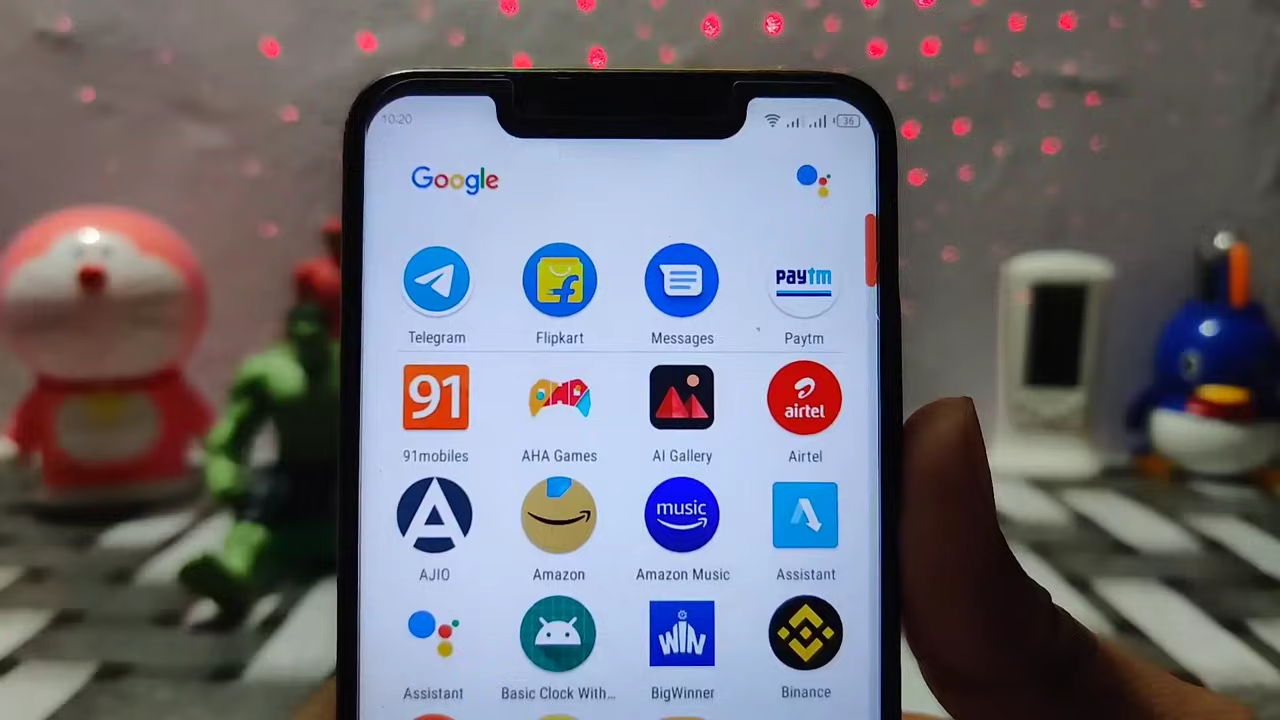 10:20
36
Google
paytm
Telegram
Flipkart
Messages
Paytm
91
airtel
91mobiles
AHA Games
AI Gallery
Airtel
music
AJIO
Amazon
Amazon Music
Assistant
WIN
Assistant
Basic Clock With...
BigWinner
Binance